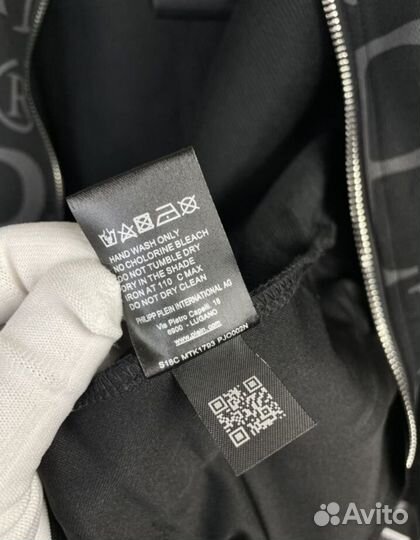 R
HAND WASH ONLY
NO CHOLORINE BLEACH
DO NOT TUMBLE DRY
DRY IN THE SHADE
IRON AT 110 C MAX
DO NOT DRY CLEAN
PHILIPP PLEIN INTERNATIONAL AG
Via Pietro Capelli 18
6900 - LUGANO
www.plein.com
S18C MTK1793 PJO002N
Avito